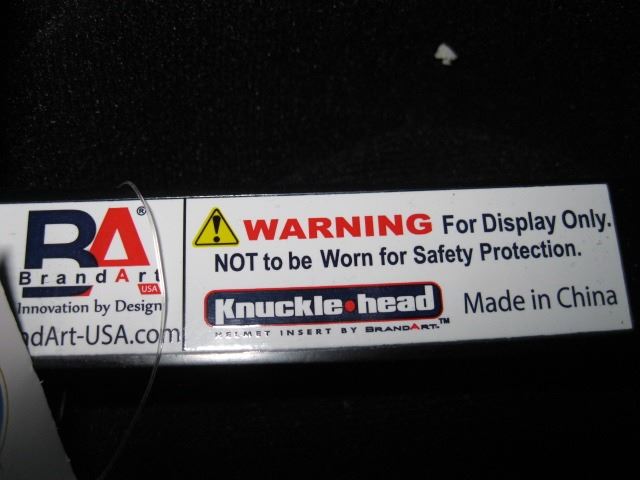 BA®
BrandArt
USA
Innovation by Design
ndArt-USA.com
WARNING For Display Only.
NOT to be Worn for Safety Protection.
Knuckle•head
HELMET INSERT BY BRANDART.™
Made in China